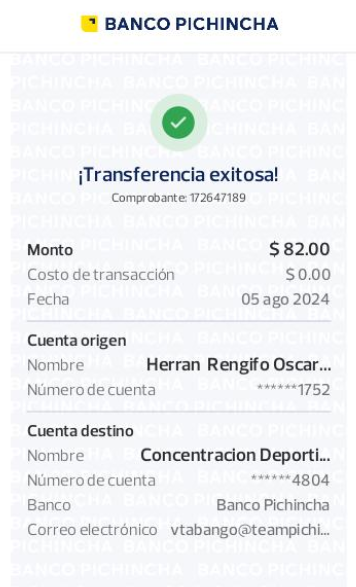 BANCO PICHINCHA
¡Transferencia exitosa!
Comprobante: 172647189
Monto $ 82.00
Costo de transacción $ 0.00
Fecha 05 ago 2024
Cuenta origen
Nombre Herran Rengifo Oscar...
Número de cuenta ******1752
Cuenta destino
Nombre Concentracion Deporti...
Número de cuenta ******4804
Banco Banco Pichincha
Correo electrónico vtabango@teampichi...